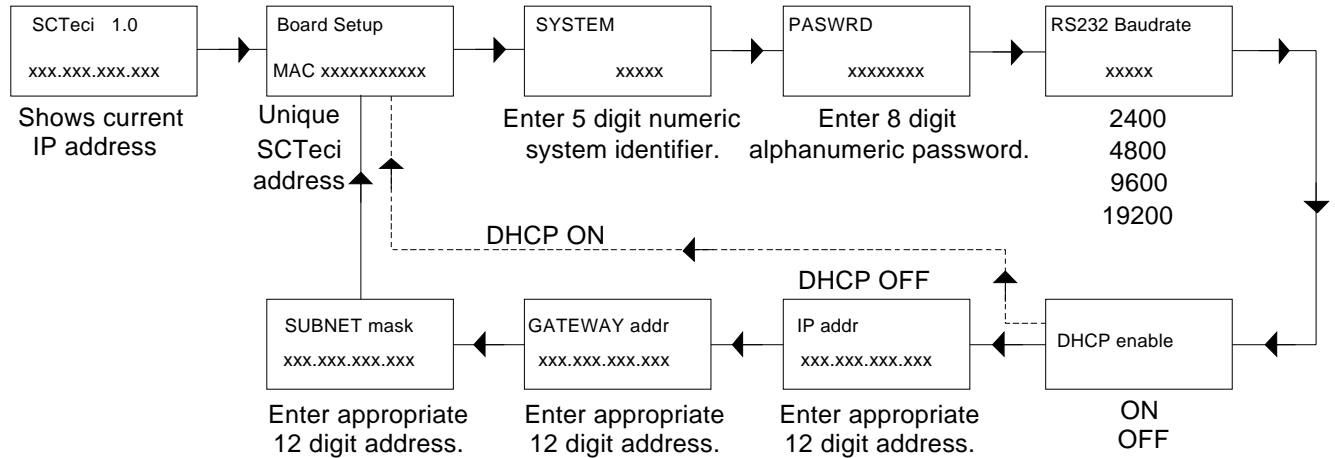 SCTeci 1.0
xxx.xxx.xxx.xxx
Shows current
IP address
Board Setup
MAC xxxxxxxxxxx
Unique
SCTeci
address
SYSTEM
xxxxx
Enter 5 digit numeric
system identifier.
PASWRD
xxxxxxxx
Enter 8 digit
alphanumeric password.
RS232 Baudrate
xxxxx
2400
4800
9600
19200
DHCP ON
DHCP OFF
SUBNET mask
xxx.xxx.xxx.xxx
Enter appropriate
12 digit address.
GATEWAY addr
xxx.xxx.xxx.xxx
Enter appropriate
12 digit address.
IP addr
xxx.xxx.xxx.xxx
Enter appropriate
12 digit address.
DHCP enable
ON
OFF